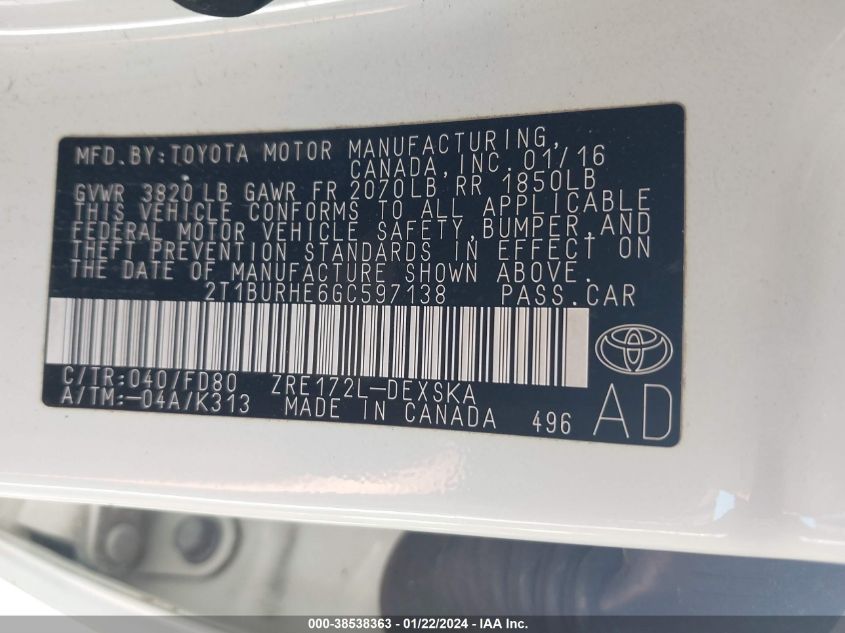 MFD.BY:TOYOTA MOTOR MANUFACTURING,
CANADA,INC.01/16
GVWR 3820 LB GAWR FR 2070LB RR 1850LB
THIS VEHICLE CONFORMS TO ALL APPLICABLE
FEDERAL MOTOR VEHICLE SAFETY,BUMPER,AND
THEFT PREVENTION STANDARDS IN EFFECT ON
THE DATE OF MANUFACTURE SHOWN ABOVE.
2T1BURHE6GC597138 PASS.CAR
C/TR:040/FD80 ZRE172L-DEXSKA
A/TM:-04A/K313 MADE IN CANADA 496 AD
000-38538363 - 01/22/2024 - IAA Inc.